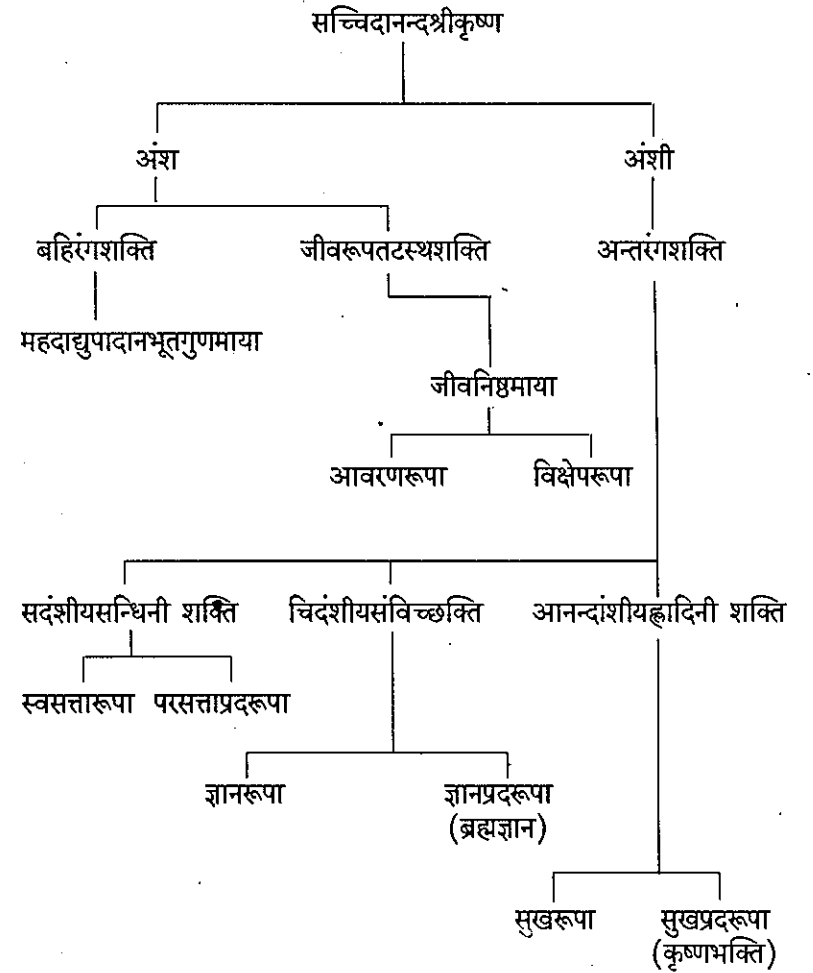 सच्चिदानन्दश्रीकृष्ण
अंश अंशी
बहिरंगशक्ति जीवरूपतटस्थशक्ति अन्तरंगशक्ति
महदाद्युपादानभूतगुणमाया
जीवनिष्ठमाया
आवरणरूपा विक्षेपरूपा
सदंशीयसन्धिनी शक्ति चिदंशीयसंविच्छक्ति आनन्दांशीयह्लादिनी शक्ति
स्वसत्तारूपा परसत्ताप्रदरूपा
ज्ञानरूपा ज्ञानप्रदरूपा
(ब्रह्मज्ञान)
सुखरूपा सुखप्रदरूपा
(कृष्णभक्ति)